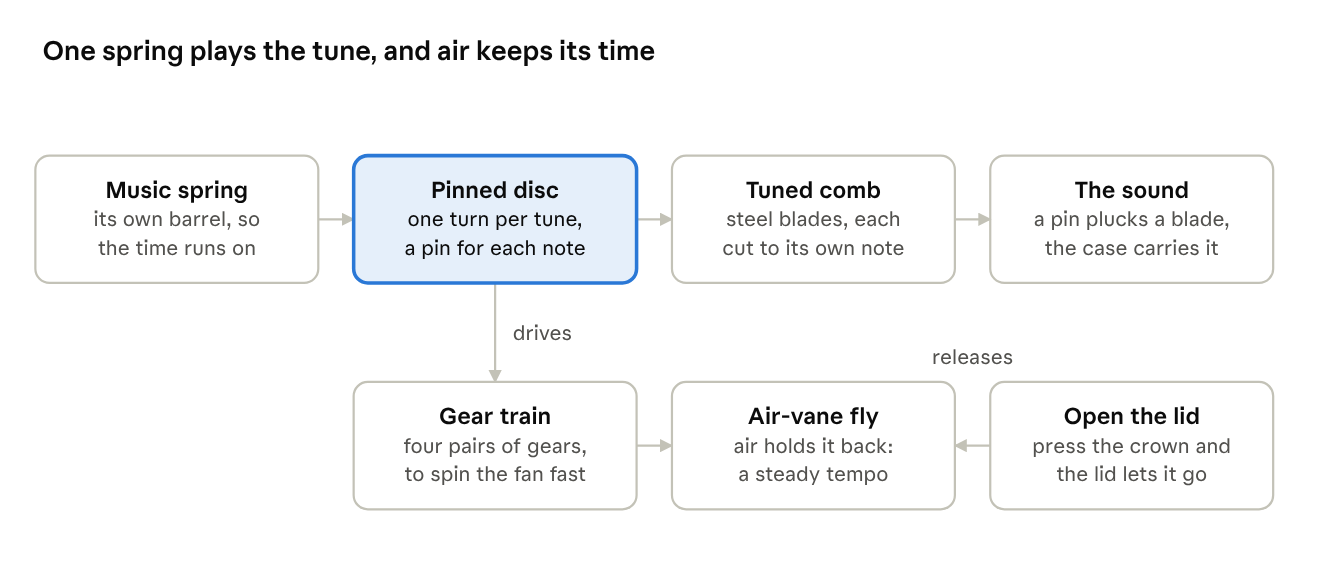 One spring plays the tune, and air keeps its time
Music spring
its own barrel, so
the time runs on
Pinned disc
one turn per tune,
a pin for each note
Tuned comb
steel blades, each
cut to its own note
The sound
a pin plucks a blade,
the case carries it
drives
releases
Gear train
four pairs of gears,
to spin the fan fast
Air-vane fly
air holds it back:
a steady tempo
Open the lid
press the crown and
the lid lets it go